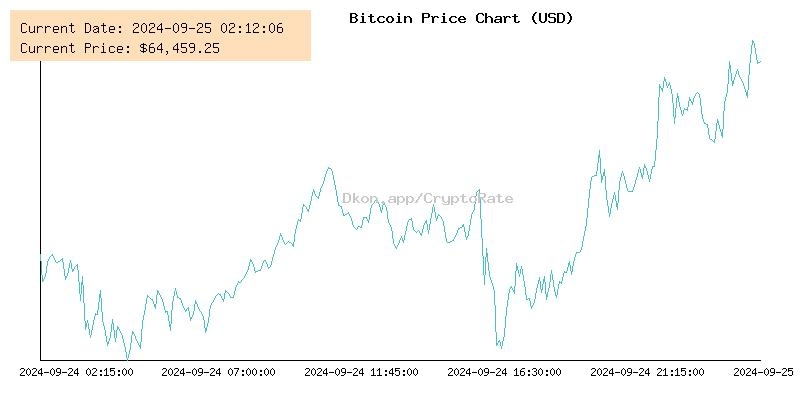 Bitcoin Price Chart (USD)
Current Date: 2024-09-25 02:12:06
Current Price: $64,459.25
Dkon.app/CryptoRate
2024-09-24 02:15:00 2024-09-24 07:00:00 2024-09-24 11:45:00 2024-09-24 16:30:00 2024-09-24 21:15:00 2024-09-25